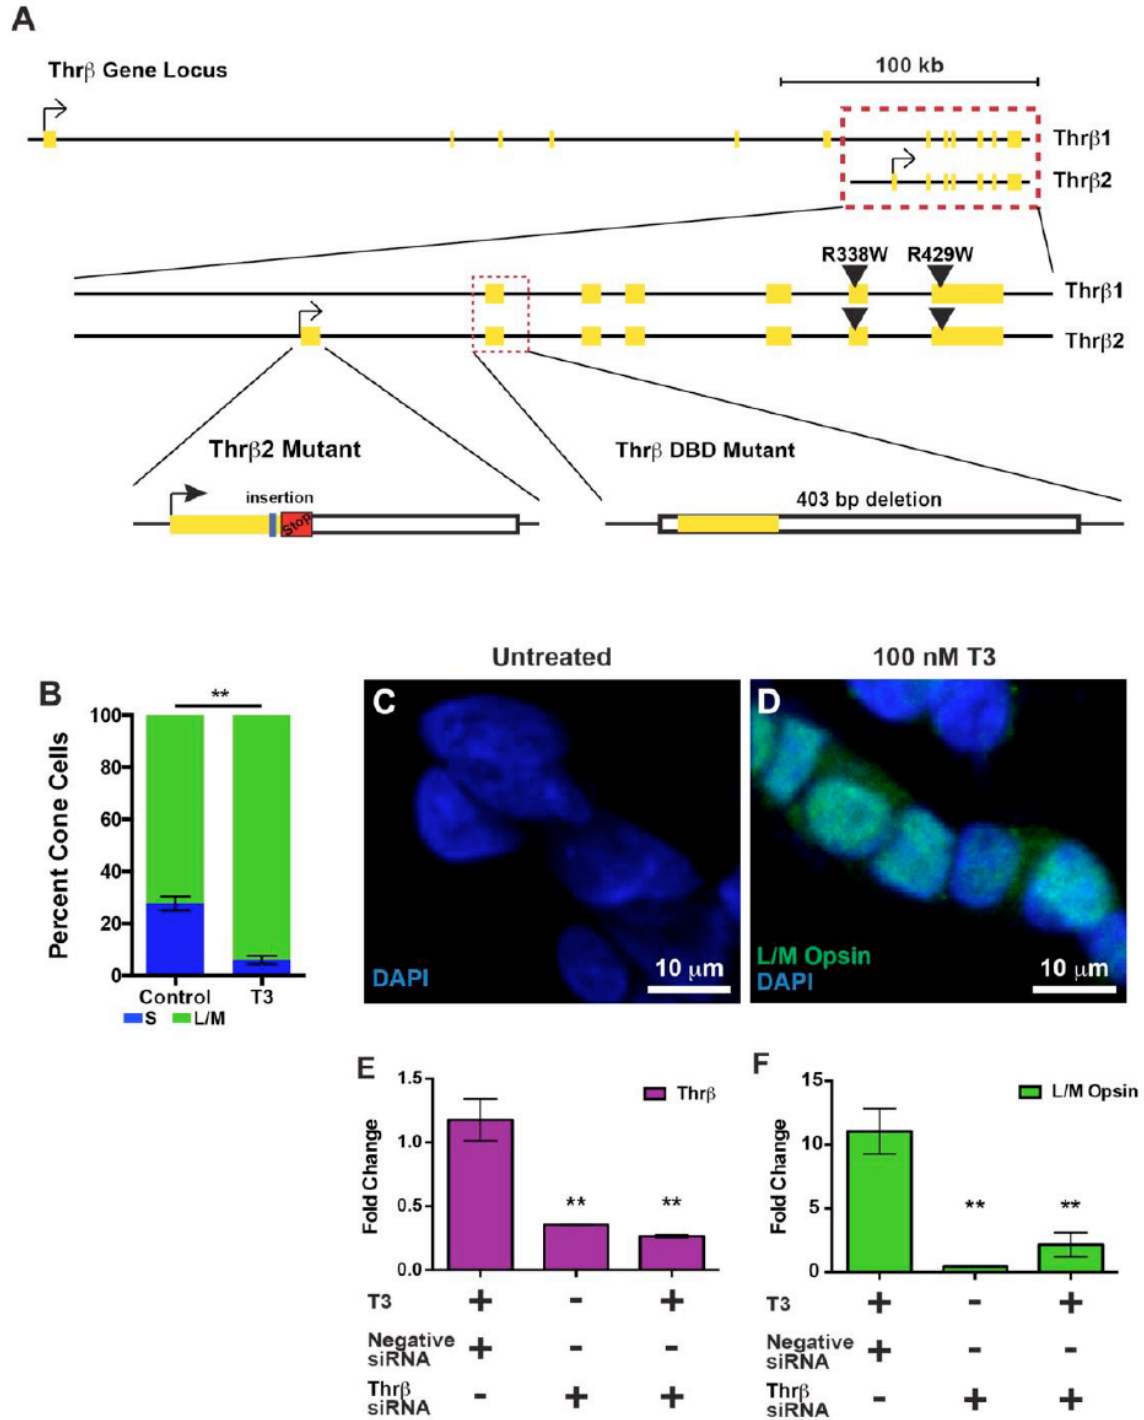 A
Thrβ Gene Locus
100 kb
Thrβ1
Thrβ2
R338W R429W
Thrβ1
Thrβ2
Thrβ2 Mutant
Thrβ DBD Mutant
insertion
Stop
403 bp deletion
B
**
Percent Cone Cells
100
80
60
40
20
0
Control T3
S L/M
Untreated
C
DAPI
10 μm
100 nM T3
D
L/M Opsin
DAPI
10 μm
E
Thrβ
Fold Change
1.5
1.0
0.5
0.0
** **
T3 + - +
Negative
siRNA + - -
Thrβ
siRNA - + +
F
L/M Opsin
Fold Change
15
10
5
0
** **
T3 + - +
Negative
siRNA + - -
Thrβ
siRNA - + +